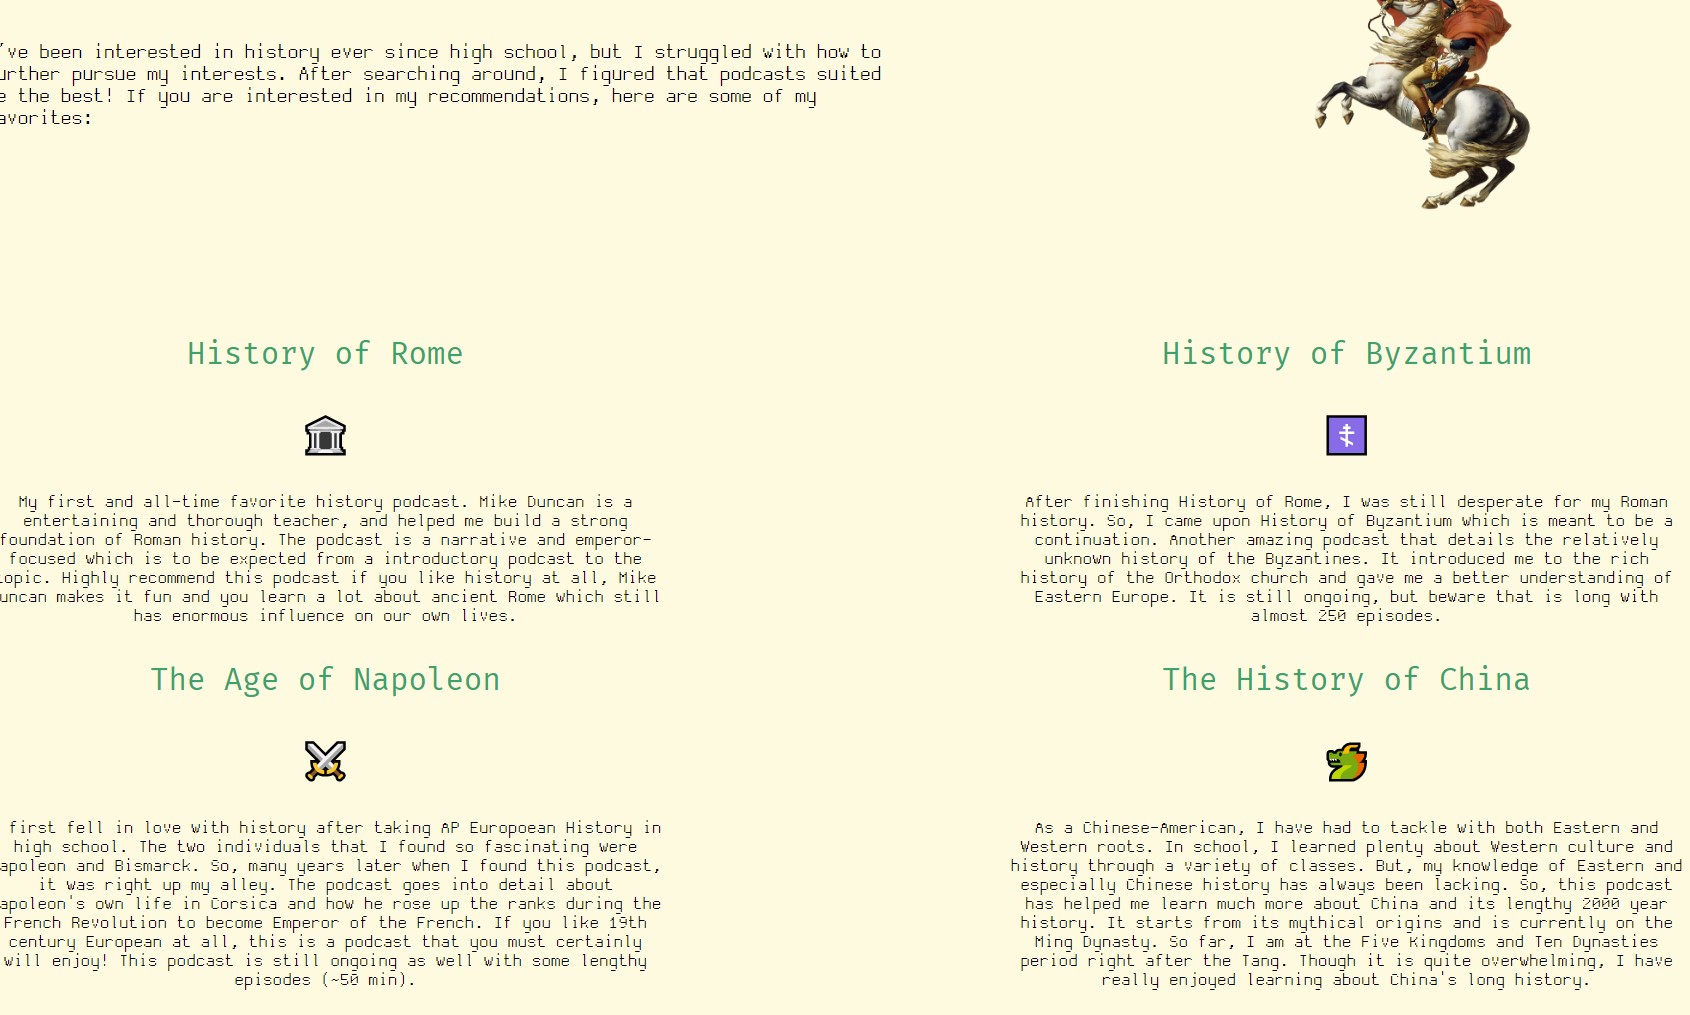 've been interested in history ever since high school, but I struggled with how to
urther pursue my interests. After searching around, I figured that podcasts suited
e the best! If you are interested in my recommendations, here are some of my
avorites:
History of Rome
My first and all-time favorite history podcast. Mike Duncan is a
entertaining and thorough teacher, and helped me build a strong
foundation of Roman history. The podcast is a narrative and emperor-
focused which is to be expected from a introductory podcast to the
opic. Highly recommend this podcast if you like history at all, Mike
uncan makes it fun and you learn a lot about ancient Rome which still
has enormous influence on our own lives.
History of Byzantium
After finishing History of Rome, I was still desperate for my Roman
history. So, I came upon History of Byzantium which is meant to be a
continuation. Another amazing podcast that details the relatively
unknown history of the Byzantines. It introduced me to the rich
history of the Orthodox church and gave me a better understanding of
Eastern Europe. It is still ongoing, but beware that is long with
almost 250 episodes.
The Age of Napoleon
first fell in love with history after taking AP Europoean History in
high school. The two individuals that I found so fascinating were
apoleon and Bismarck. So, many years later when I found this podcast,
it was right up my alley. The podcast goes into detail about
apoleon's own life in Corsica and how he rose up the ranks during the
French Revolution to become Emperor of the French. If you like 19th
century European at all, this is a podcast that you must certainly
will enjoy! This podcast is still ongoing as well with some lengthy
episodes (~50 min).
The History of China
As a Chinese-American, I have had to tackle with both Eastern and
Western roots. In school, I learned plenty about Western culture and
history through a variety of classes. But, my knowledge of Eastern and
especially Chinese history has always been lacking. So, this podcast
has helped me learn much more about China and its lengthy 2000 year
history. It starts from its mythical origins and is currently on the
Ming Dynasty. So far, I am at the Five Kingdoms and Ten Dynasties
period right after the Tang. Though it is quite overwhelming, I have
really enjoyed learning about China's long history.